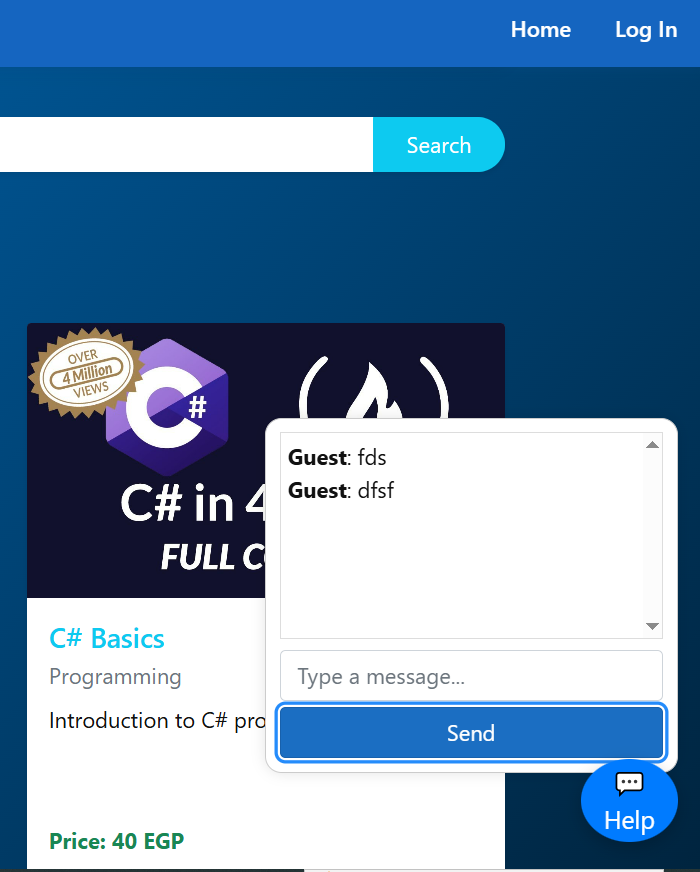 Home Log In
Search
OVER
4 Million
VIEWS
C#
C# in 4
FULL C
Guest: fds
Guest: dfsf
C# Basics
Programming
Introduction to C# pro
Type a message...
Send
Help
Price: 40 EGP